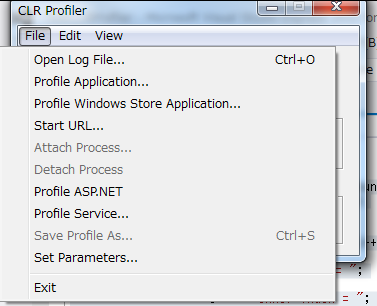 CLR Profiler
File Edit View
Open Log File... Ctrl+O
Profile Application...
Profile Windows Store Application...
Start URL...
Attach Process...
Detach Process
Profile ASP.NET
Profile Service...
Save Profile As... Ctrl+S
Set Parameters...
Exit